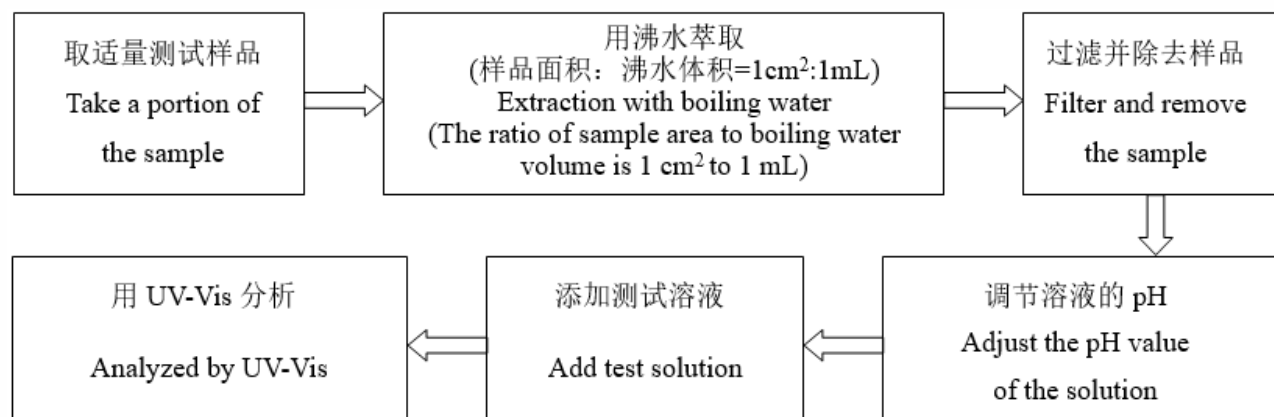 取适量测试样品
Take a portion of
the sample
用沸水萃取
(样品面积：沸水体积=1cm²:1mL)
Extraction with boiling water
(The ratio of sample area to boiling water
volume is 1 cm² to 1 mL)
过滤并除去样品
Filter and remove
the sample
调节溶液的 pH
Adjust the pH value
of the solution
添加测试溶液
Add test solution
用 UV-Vis 分析
Analyzed by UV-Vis